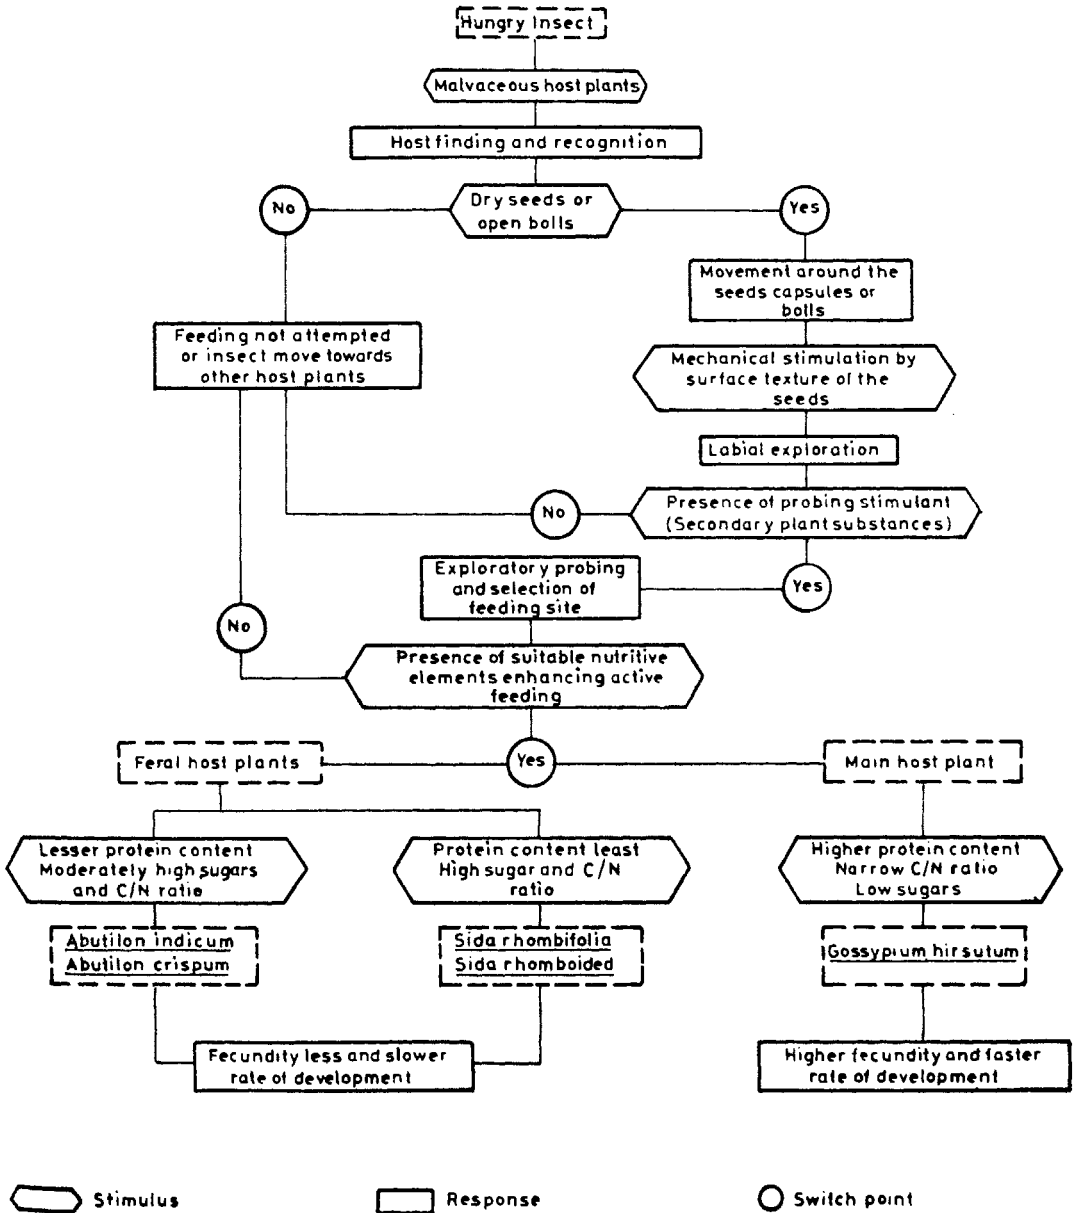 Hungry Insect
Malvaceous host plants
Host finding and recognition
Dry seeds or
open bolls
No
Yes
Movement around the
seeds capsules or
bolls
Feeding not attempted
or insect move towards
other host plants
Mechanical stimulation by
surface texture of the
seeds
Labial exploration
Presence of probing stimulant
(Secondary plant substances)
No
Yes
Exploratory probing
and selection of
feeding site
No
Presence of suitable nutritive
elements enhancing active
feeding
Yes
Feral host plants
Main host plant
Lesser protein content
Moderately high sugars
and C/N ratio
Protein content least
High sugar and C/N
ratio
Higher protein content
Narrow C/N ratio
Low sugars
Abutilon indicum
Abutilon crispum
Sida rhombifolia
Sida rhomboided
Gossypium hirsutum
Fecundity less and slower
rate of development
Higher fecundity and faster
rate of development
Stimulus
Response
Switch point